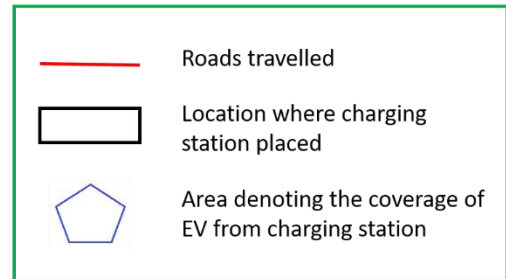 Roads travelled
Location where charging
station placed
Area denoting the coverage of
EV from charging station